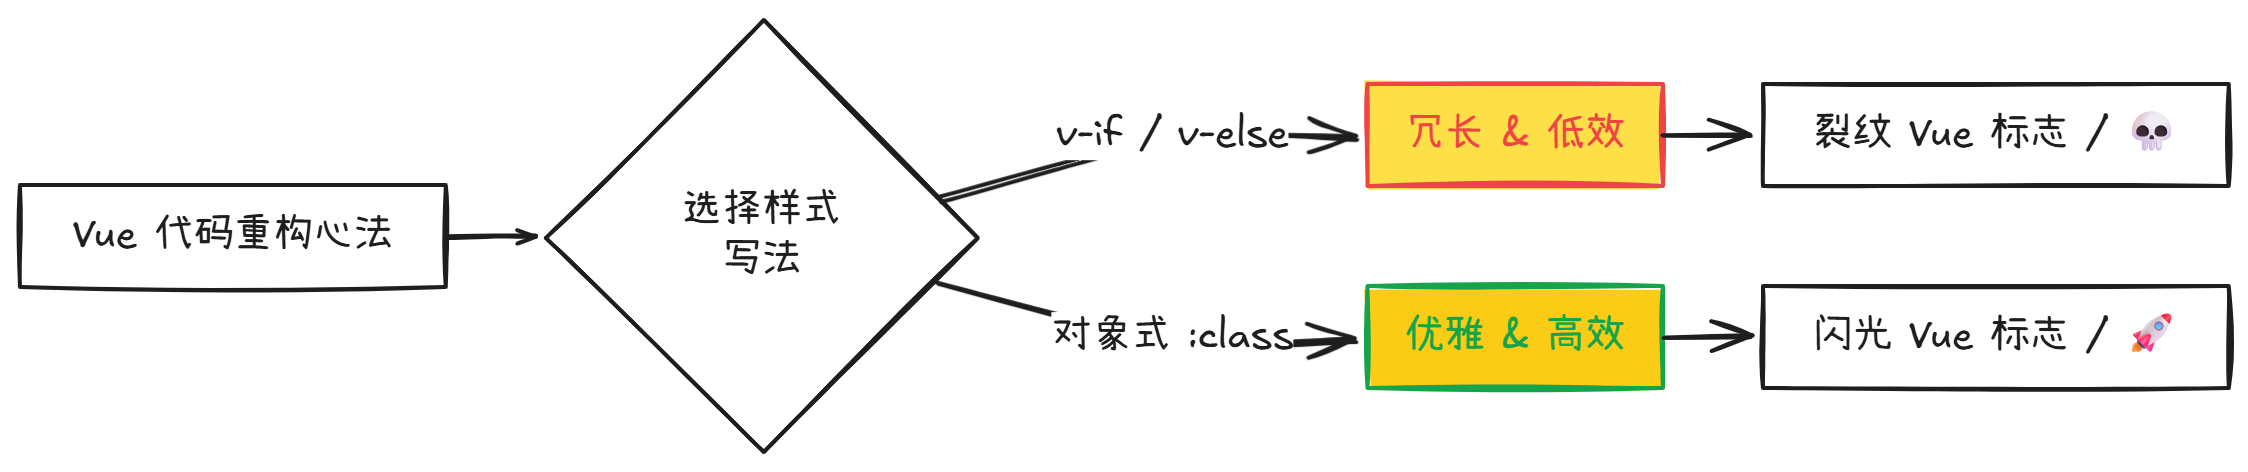 Vue 代码重构心法
选择样式
写法
v-if / v-else
冗长 & 低效
裂纹 Vue 标志 / 💀
对象式 :class
优雅 & 高效
闪光 Vue 标志 / 🚀